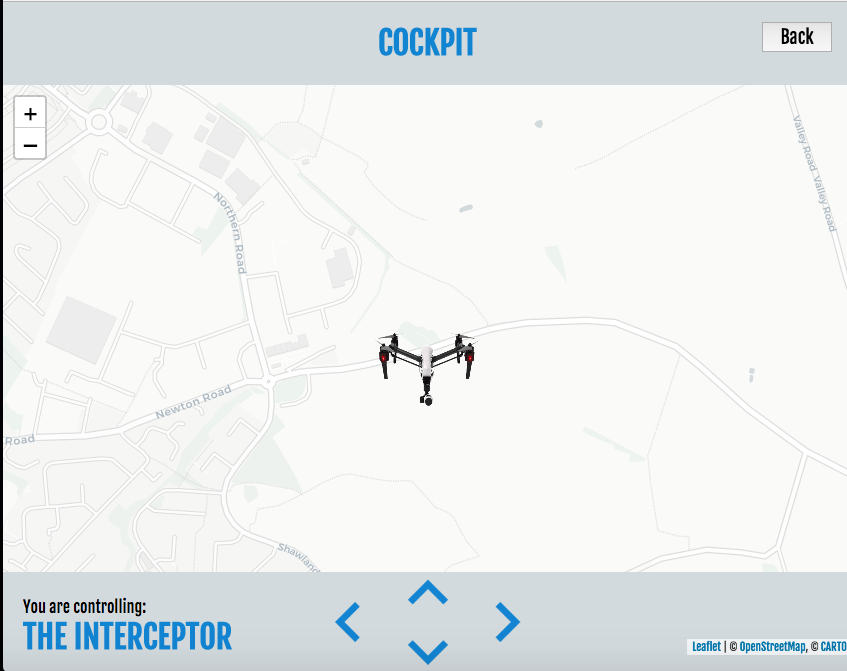 COCKPIT
Back
+
−
Valley Road Valley Road
Northern Road
Newton Road
Road
You are controlling:
THE INTERCEPTOR
Leaflet | © OpenStreetMap, © CARTO